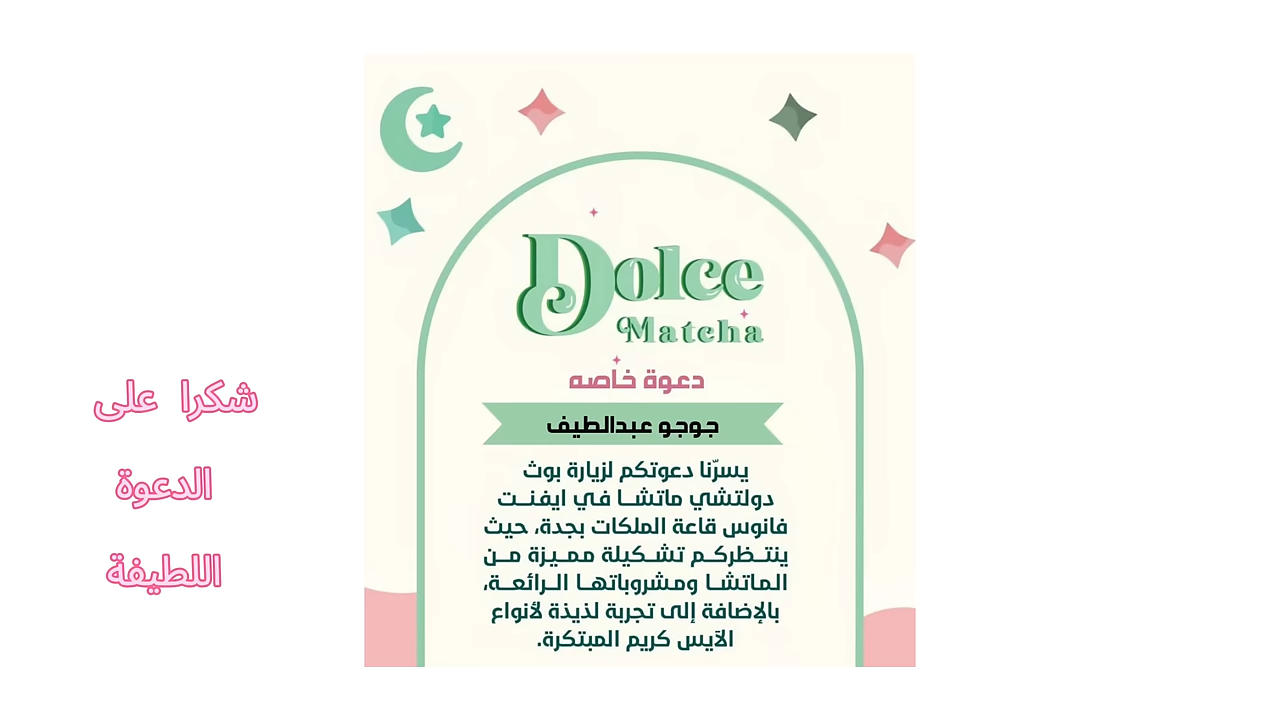 Dolce
Matcha
دعوة خاصه
جوجو عبدالطيف
يسرّنا دعوتكم لزيارة بوث
دولتشي ماتشا في ايفنت
فانوس قاعة الملكات بجدة، حيث
ينتظركم تشكيلة مميزة من
الماتشا ومشروباتها الرائعة،
بالإضافة إلى تجربة لذيذة لأنواع
الآيس كريم المبتكرة.
شكرا على
الدعوة
اللطيفة